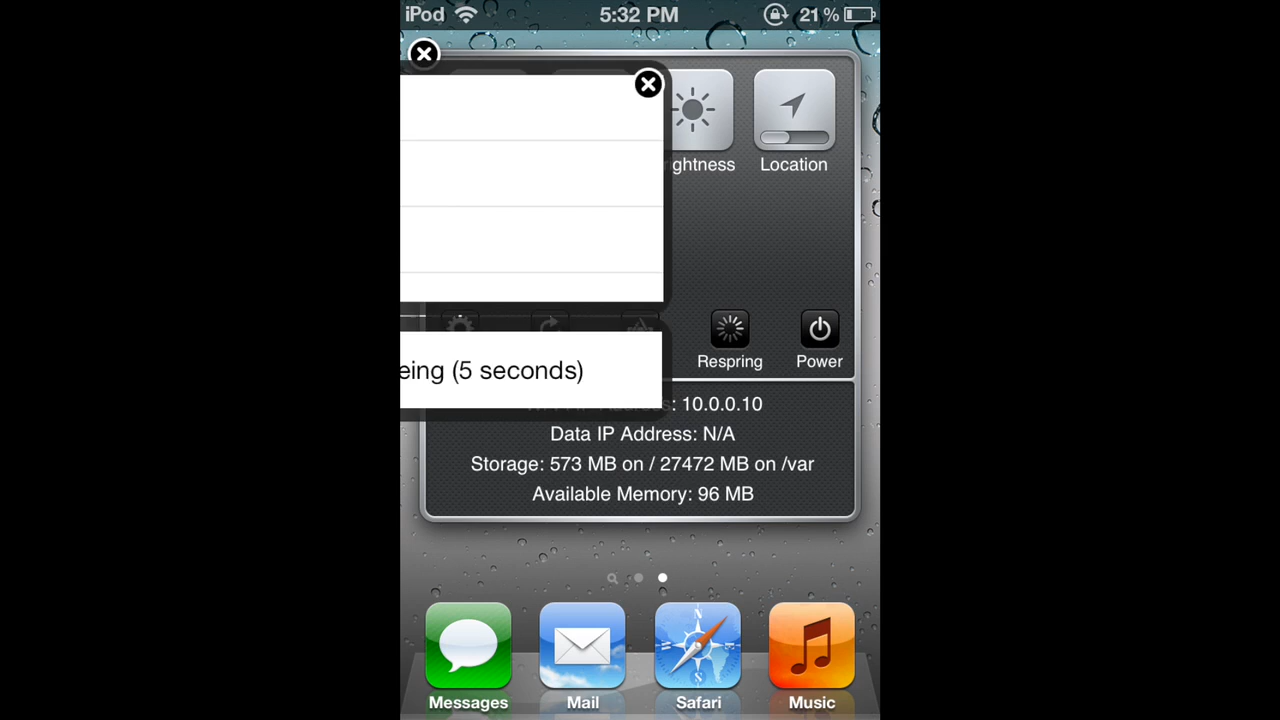 iPod 5:32 PM 21%
ightness Location
eing (5 seconds)
Respring Power
: 10.0.0.10
Data IP Address: N/A
Storage: 573 MB on / 27472 MB on /var
Available Memory: 96 MB
N
S
Messages Mail Safari Music